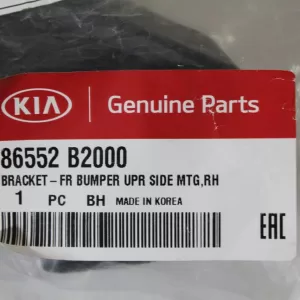 KIA Genuine Parts
86552 B2000
BRACKET-FR BUMPER UPR SIDE MTG,RH
1 PC BH MADE IN KOREA
EAC